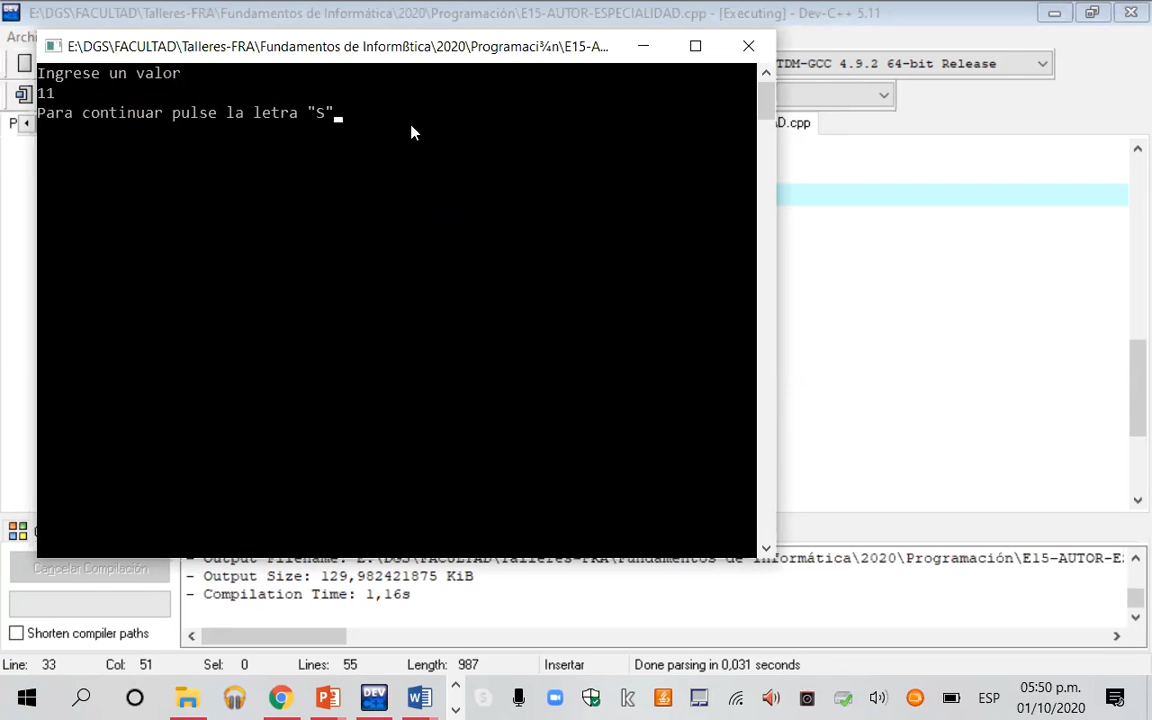 E:\DGS\FACULTAD\Talleres-FRA\Fundamentos de Informática\2020\Programación\E15-AUTOR-ESPECIALIDAD.cpp - [Executing] - Dev-C++ 5.11
Archi
E:\DGS\FACULTAD\Talleres-FRA\Fundamentos de Informßtica\2020\Programaci¾n\E15-A...
TDM-GCC 4.9.2 64-bit Release
Ingrese un valor
11
Para continuar pulse la letra "S"
P
D.cpp
- Output Filename: E:\DGS\FACULTAD\Talleres-FRA\Fundamentos de Informática\2020\Programación\E15-AUTOR-E
Cancelar Compilación
- Output Size: 129,982421875 KiB
- Compilation Time: 1,16s
Shorten compiler paths
Line: 33 Col: 51 Sel: 0 Lines: 55 Length: 987 Insertar Done parsing in 0,031 seconds
DEV
ESP
05:50 p.m.
01/10/2020